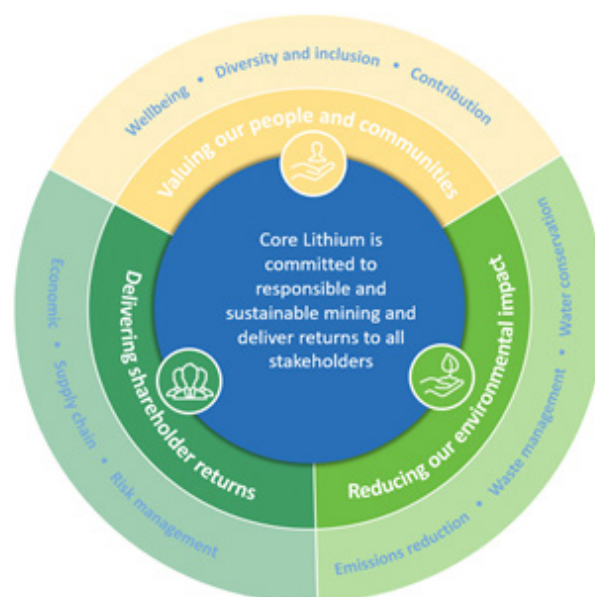 Wellbeing • Diversity and inclusion • Contribution
Valuing our people and communities
Core Lithium is
committed to
responsible and
sustainable mining and
deliver returns to all
stakeholders
Delivering shareholder returns
Economic • Supply chain • Risk management
Reducing our environmental impact
Emissions reduction • Waste management • Water conservation